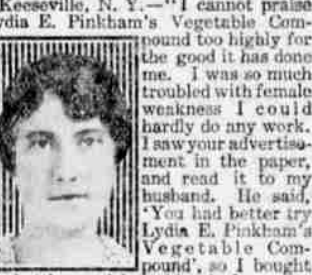 Keeseville, N. Y.—"I cannot praise
Lydia E. Pinkham's Vegetable Com-
pound too highly for
the good it has done
me. I was so much
troubled with female
weakness I could
hardly do any work.
I saw your advertise-
ment in the paper,
and read it to my
husband. He said,
'You had better try
Lydia E. Pinkham's
Vegetable Com-
pound'. so I bought